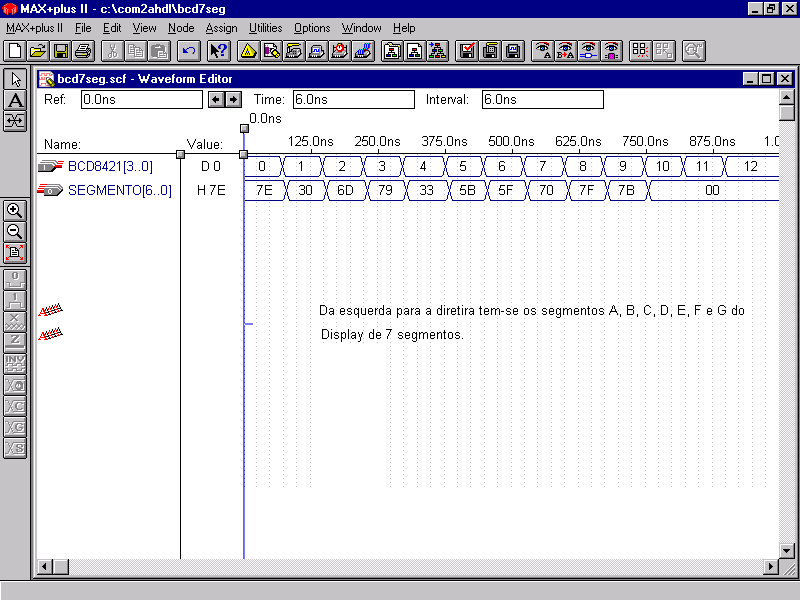 MAX+plus II - c:\com2ahdl\bcd7seg
MAX+plus II File Edit View Node Assign Utilities Options Window Help
bcd7seg.scf - Waveform Editor
Ref: 0.0ns Time: 6.0ns Interval: 6.0ns
0.0ns
125.0ns 250.0ns 375.0ns 500.0ns 625.0ns 750.0ns 875.0ns 1.0
Name: Value:
BCD8421[3..0] D 0 0 1 2 3 4 5 6 7 8 9 10 11 12
SEGMENTO[6..0] H 7E 7E 30 6D 79 33 5B 5F 70 7F 7B 00
Da esquerda para a diretira tem-se os segmentos A, B, C, D, E, F e G do
Display de 7 segmentos.